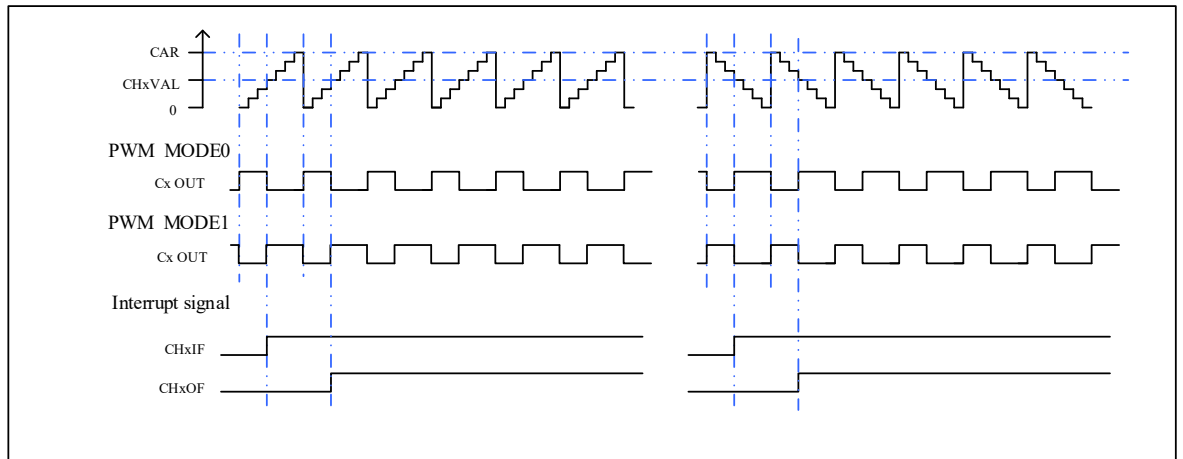 CAR
CHxVAL
0
PWM MODE0
Cx OUT
PWM MODE1
Cx OUT
Interrupt signal
CHxIF
CHxOF